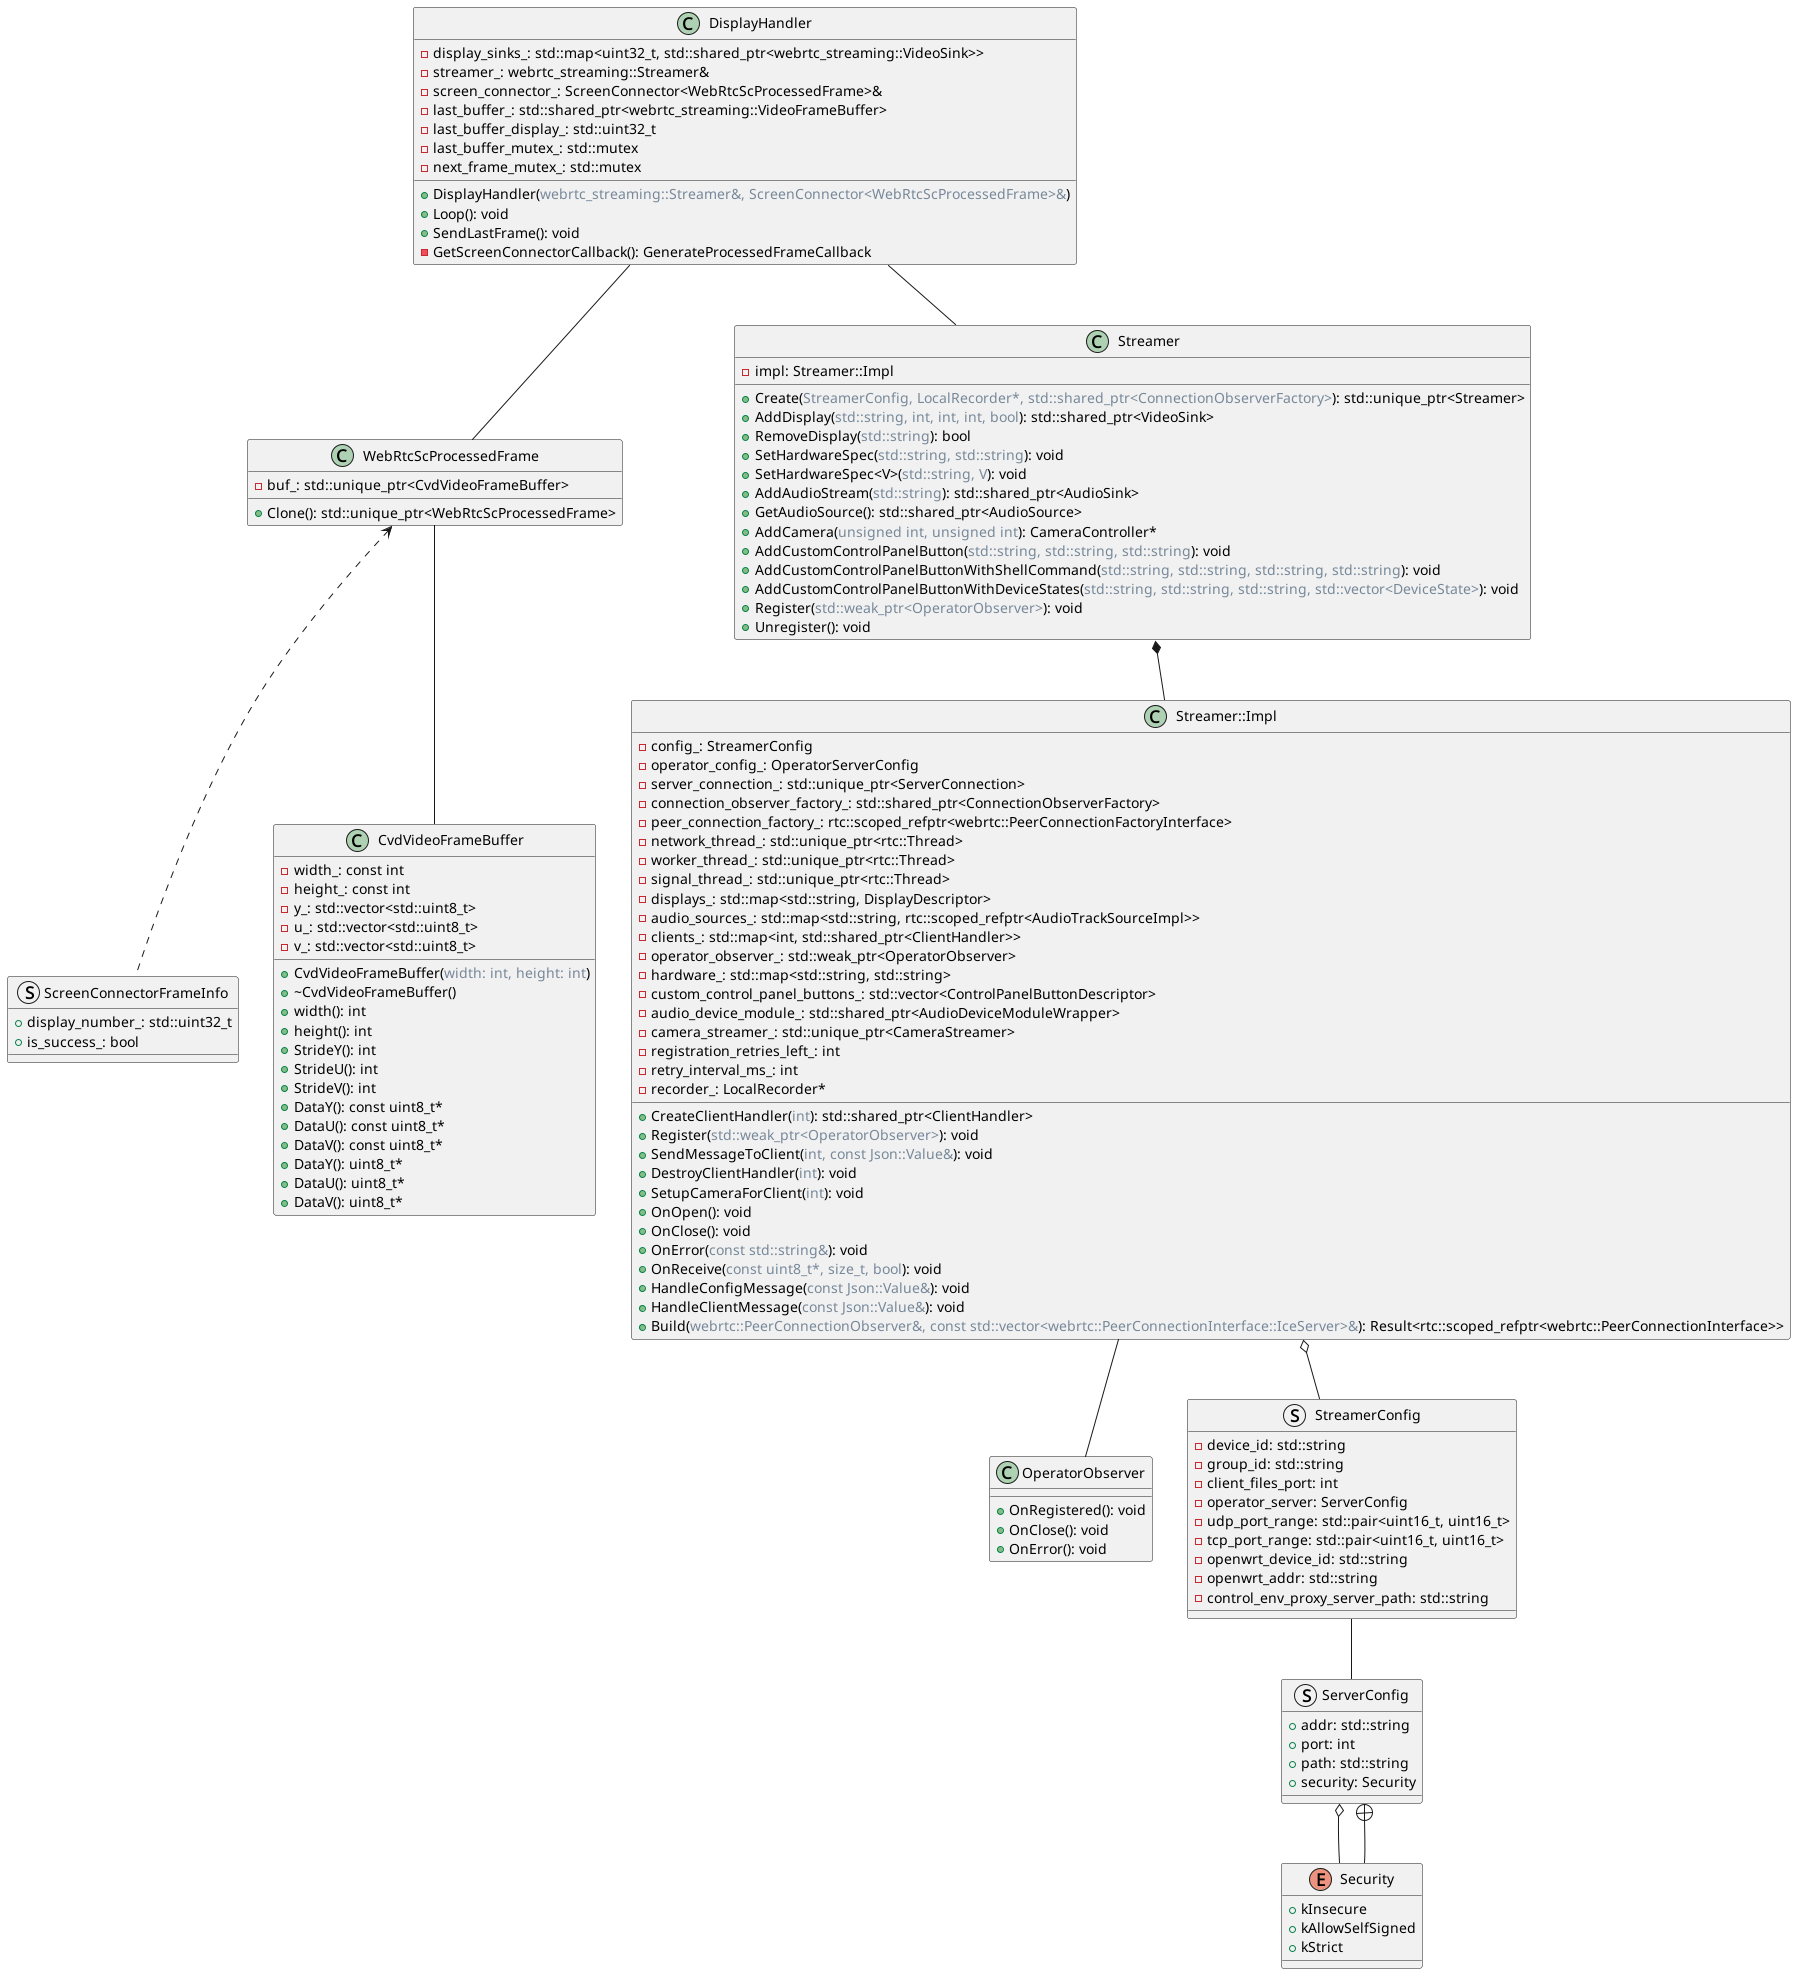 C DisplayHandler
display_sinks_: std::map<uint32_t, std::shared_ptr<webrtc_streaming::VideoSink>>
streamer_: webrtc_streaming::Streamer&
screen_connector_: ScreenConnector<WebRtcScProcessedFrame>&
last_buffer_: std::shared_ptr<webrtc_streaming::VideoFrameBuffer>
last_buffer_display_: std::uint32_t
last_buffer_mutex_: std::mutex
next_frame_mutex_: std::mutex
DisplayHandler(webrtc_streaming::Streamer&, ScreenConnector<WebRtcScProcessedFrame>&)
Loop(): void
SendLastFrame(): void
GetScreenConnectorCallback(): GenerateProcessedFrameCallback
C Streamer
impl: Streamer::Impl
Create(StreamerConfig, LocalRecorder*, std::shared_ptr<ConnectionObserverFactory>): std::unique_ptr<Streamer>
AddDisplay(std::string, int, int, int, bool): std::shared_ptr<VideoSink>
RemoveDisplay(std::string): bool
SetHardwareSpec(std::string, std::string): void
SetHardwareSpec<V>(std::string, V): void
AddAudioStream(std::string): std::shared_ptr<AudioSink>
GetAudioSource(): std::shared_ptr<AudioSource>
AddCamera(unsigned int, unsigned int): CameraController*
AddCustomControlPanelButton(std::string, std::string, std::string): void
AddCustomControlPanelButtonWithShellCommand(std::string, std::string, std::string, std::string): void
AddCustomControlPanelButtonWithDeviceStates(std::string, std::string, std::string, std::vector<DeviceState>): void
Register(std::weak_ptr<OperatorObserver>): void
Unregister(): void
C WebRtcScProcessedFrame
buf_: std::unique_ptr<CvdVideoFrameBuffer>
Clone(): std::unique_ptr<WebRtcScProcessedFrame>
S ScreenConnectorFrameInfo
display_number_: std::uint32_t
is_success_: bool
C CvdVideoFrameBuffer
width_: const int
height_: const int
y_: std::vector<std::uint8_t>
u_: std::vector<std::uint8_t>
v_: std::vector<std::uint8_t>
CvdVideoFrameBuffer(width: int, height: int)
~CvdVideoFrameBuffer()
width(): int
height(): int
StrideY(): int
StrideU(): int
StrideV(): int
DataY(): const uint8_t*
DataU(): const uint8_t*
DataV(): const uint8_t*
DataY(): uint8_t*
DataU(): uint8_t*
DataV(): uint8_t*
C Streamer::Impl
config_: StreamerConfig
operator_config_: OperatorServerConfig
server_connection_: std::unique_ptr<ServerConnection>
connection_observer_factory_: std::shared_ptr<ConnectionObserverFactory>
peer_connection_factory_: rtc::scoped_refptr<webrtc::PeerConnectionFactoryInterface>
network_thread_: std::unique_ptr<rtc::Thread>
worker_thread_: std::unique_ptr<rtc::Thread>
signal_thread_: std::unique_ptr<rtc::Thread>
displays_: std::map<std::string, DisplayDescriptor>
audio_sources_: std::map<std::string, rtc::scoped_refptr<AudioTrackSourceImpl>>
clients_: std::map<int, std::shared_ptr<ClientHandler>>
operator_observer_: std::weak_ptr<OperatorObserver>
hardware_: std::map<std::string, std::string>
custom_control_panel_buttons_: std::vector<ControlPanelButtonDescriptor>
audio_device_module_: std::shared_ptr<AudioDeviceModuleWrapper>
camera_streamer_: std::unique_ptr<CameraStreamer>
registration_retries_left_: int
retry_interval_ms_: int
recorder_: LocalRecorder*
CreateClientHandler(int): std::shared_ptr<ClientHandler>
Register(std::weak_ptr<OperatorObserver>): void
SendMessageToClient(int, const Json::Value&): void
DestroyClientHandler(int): void
SetupCameraForClient(int): void
OnOpen(): void
OnClose(): void
OnError(const std::string&): void
OnReceive(const uint8_t*, size_t, bool): void
HandleConfigMessage(const Json::Value&): void
HandleClientMessage(const Json::Value&): void
Build(webrtc::PeerConnectionObserver&, const std::vector<webrtc::PeerConnectionInterface::IceServer>&): Result<rtc::scoped_refptr<webrtc::PeerConnectionInterface>>
C OperatorObserver
OnRegistered(): void
OnClose(): void
OnError(): void
S StreamerConfig
device_id: std::string
group_id: std::string
client_files_port: int
operator_server: ServerConfig
udp_port_range: std::pair<uint16_t, uint16_t>
tcp_port_range: std::pair<uint16_t, uint16_t>
openwrt_device_id: std::string
openwrt_addr: std::string
control_env_proxy_server_path: std::string
S ServerConfig
addr: std::string
port: int
path: std::string
security: Security
E Security
kInsecure
kAllowSelfSigned
kStrict